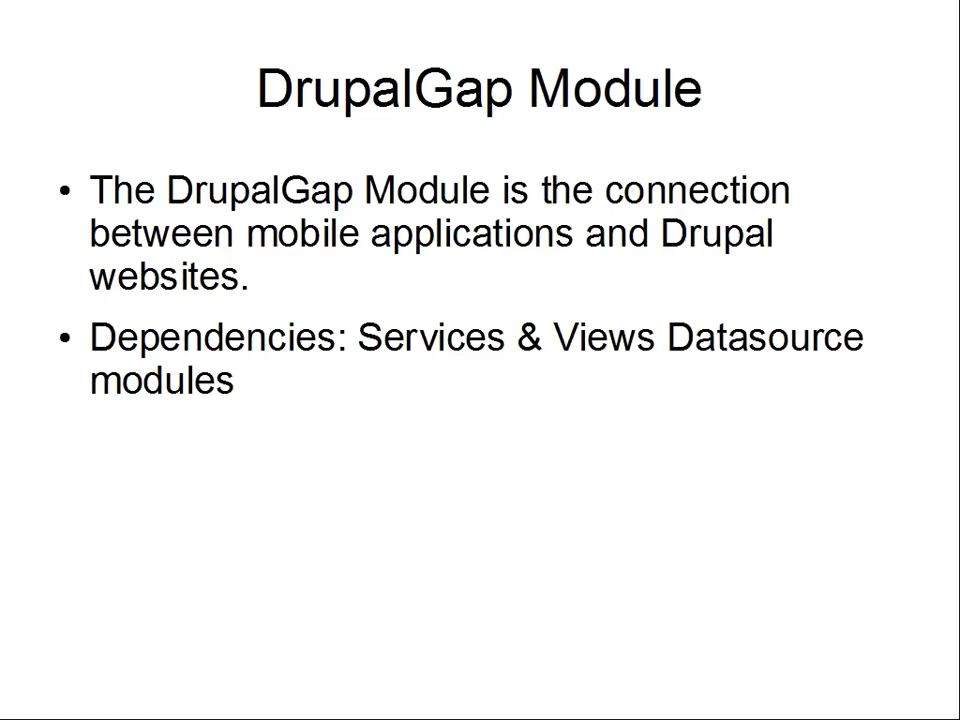 DrupalGap Module
• The DrupalGap Module is the connection
between mobile applications and Drupal
websites.
• Dependencies: Services & Views Datasource
modules